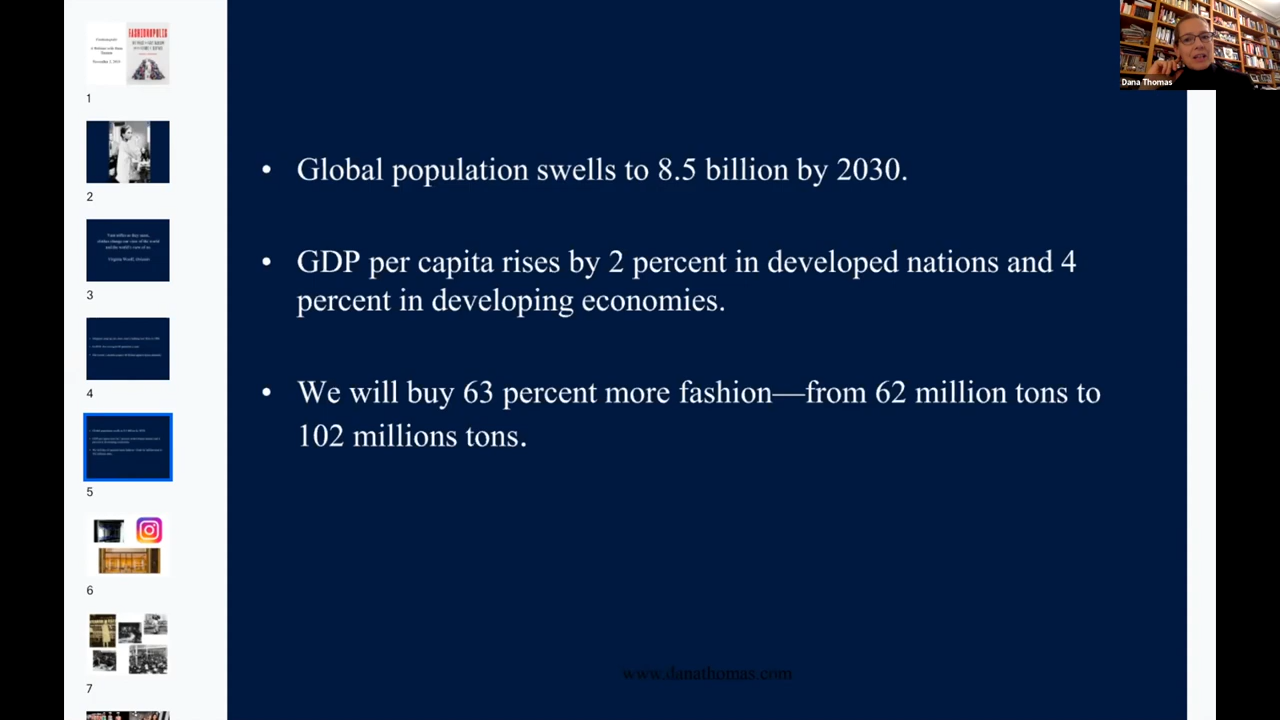 FASHIONOPOLIS
1
2
3
4
5
6
7
• Global population swells to 8.5 billion by 2030.
• GDP per capita rises by 2 percent in developed nations and 4
percent in developing economies.
• We will buy 63 percent more fashion—from 62 million tons to
102 millions tons.
www.danathomas.com
Dana Thomas